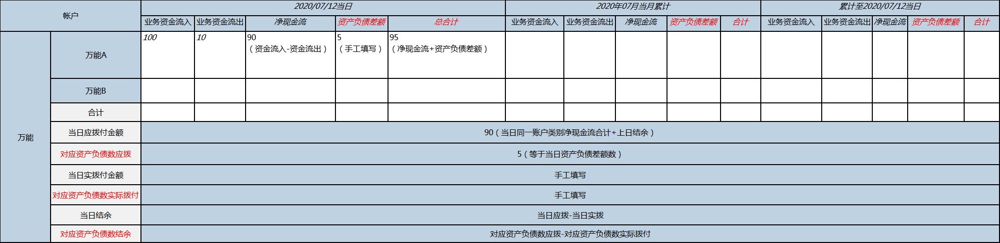 帐户
2020/07/12当日
2020年07月当月累计
累计至2020/07/12当日
业务资金流入
业务资金流出
净现金流
资产负债差额
总合计
业务资金流入
业务资金流出
净现金流
资产负债差额
合计
业务资金流入
业务资金流出
净现金流
资产负债差额
合计
万能
万能A
100
10
90
（资金流入-资金流出）
5
（手工填写）
95
（净现金流+资产负债差额）
万能B
合计
当日应拨付金额
90（当日同一账户类别净现金流合计+上日结余）
对应资产负债数应拨
5（等于当日资产负债差额数）
当日实拨付金额
手工填写
对应资产负债数实际拨付
手工填写
当日结余
当日应拨-当日实拨
对应资产负债数结余
对应资产负债数应拨-对应资产负债数实际拨付